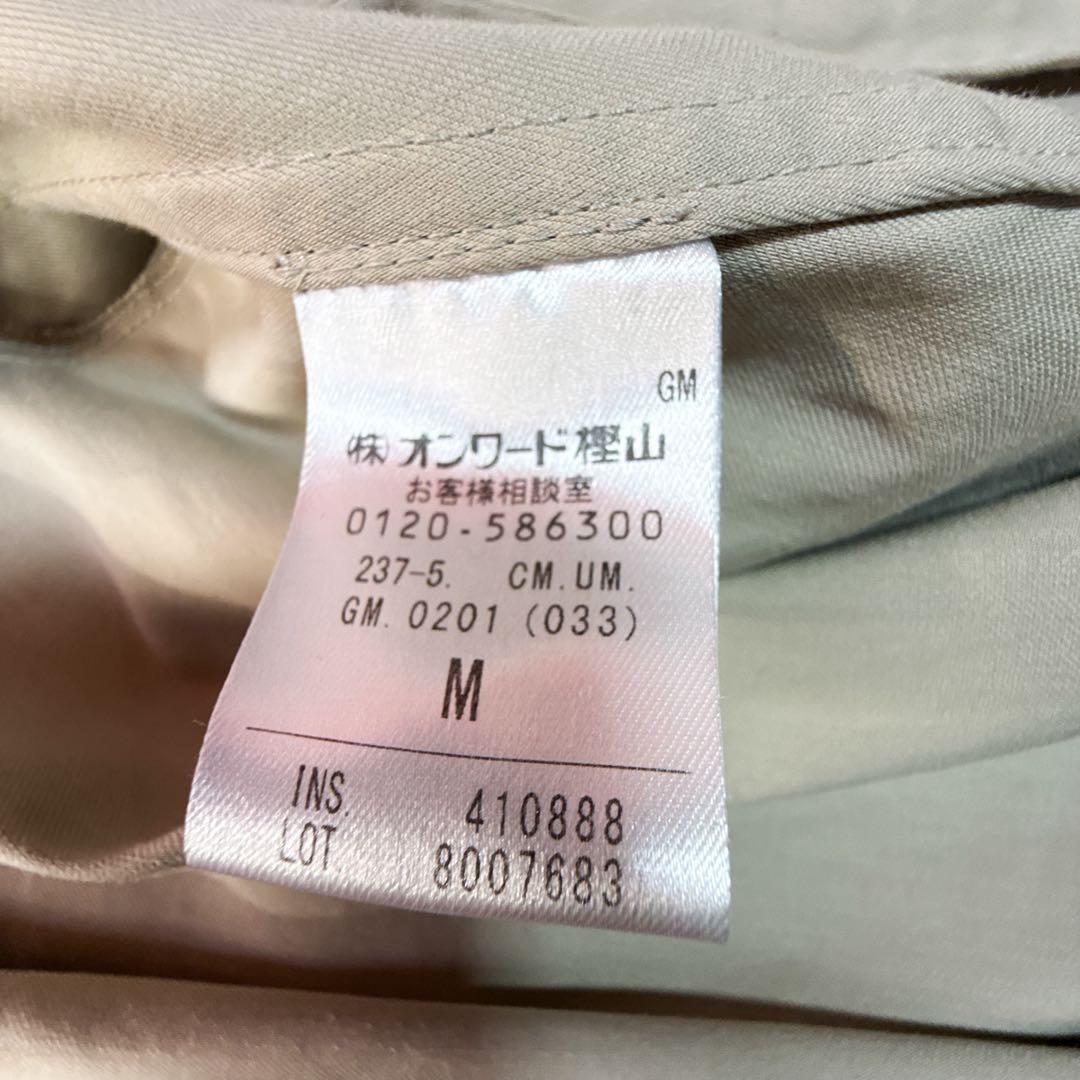 GM
㈱オンワード樫山
お客様相談室
0120-586300
237-5. CM.UM.
GM.0201(033)
M
INS. 410888
LOT. 8007683